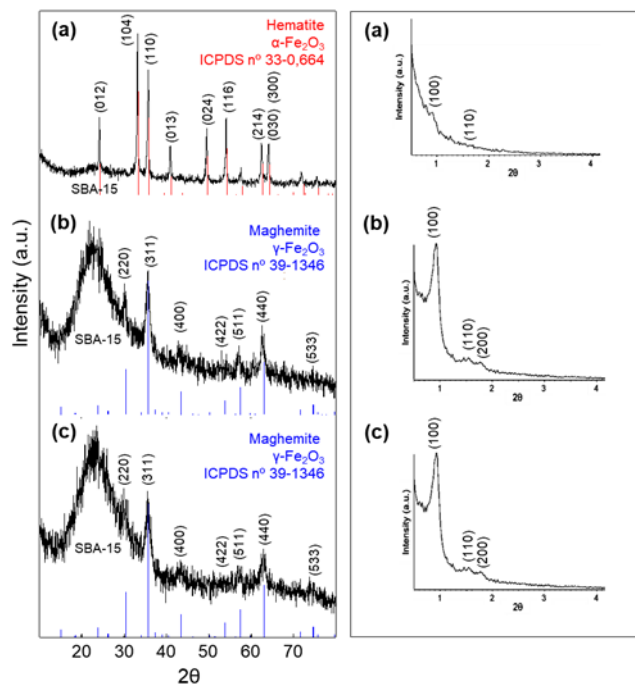 (a)
Hematite
α-Fe₂O₃
ICPDS nº 33-0,664
(012)
(104)
(110)
(013)
(024)
(116)
(214)
(300)
(030)
SBA-15
(b)
Maghemite
γ-Fe₂O₃
ICPDS nº 39-1346
(220)
(311)
(400)
(422)
(511)
(440)
(533)
SBA-15
(c)
Maghemite
γ-Fe₂O₃
ICPDS nº 39-1346
(220)
(311)
(400)
(422)
(511)
(440)
(533)
SBA-15
Intensity (a.u.)
20 30 40 50 60 70
2θ
(a)
Intensity (a.u.)
(100)
(110)
1 2 3 4
2θ
(b)
Intensity (a.u.)
(100)
(110)
(200)
1 2 3 4
2θ
(c)
Intensity (a.u.)
(100)
(110)
(200)
1 2 3 4
2θ